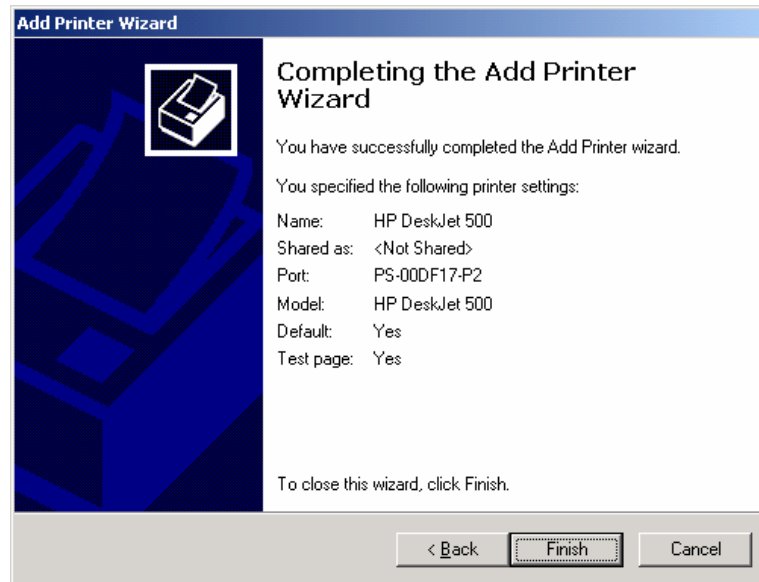 Add Printer Wizard
Completing the Add Printer
Wizard
You have successfully completed the Add Printer wizard.
You specified the following printer settings:
Name: HP DeskJet 500
Shared as: <Not Shared>
Port: PS-00DF17-P2
Model: HP DeskJet 500
Default: Yes
Test page: Yes
To close this wizard, click Finish.
< Back Finish Cancel